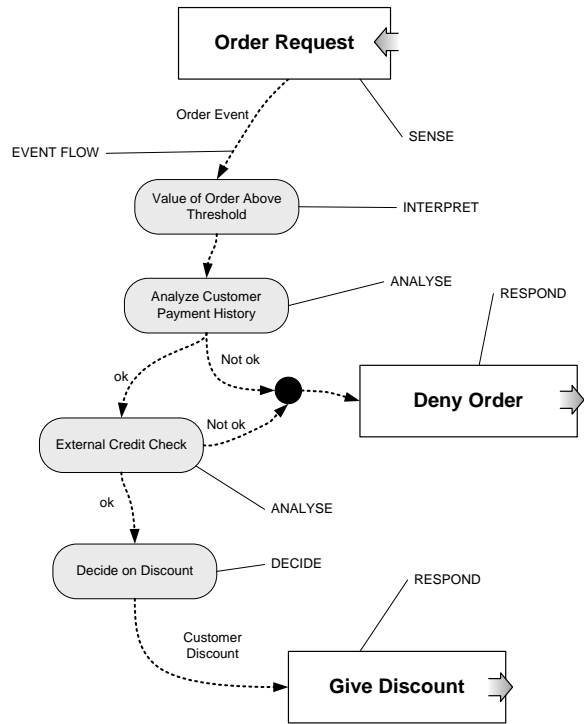 Order Request
Order Event
SENSE
EVENT FLOW
Value of Order Above
Threshold
INTERPRET
Analyze Customer
Payment History
ANALYSE
RESPOND
Not ok
ok
Deny Order
External Credit Check
Not ok
ok
ANALYSE
Decide on Discount
DECIDE
RESPOND
Customer
Discount
Give Discount